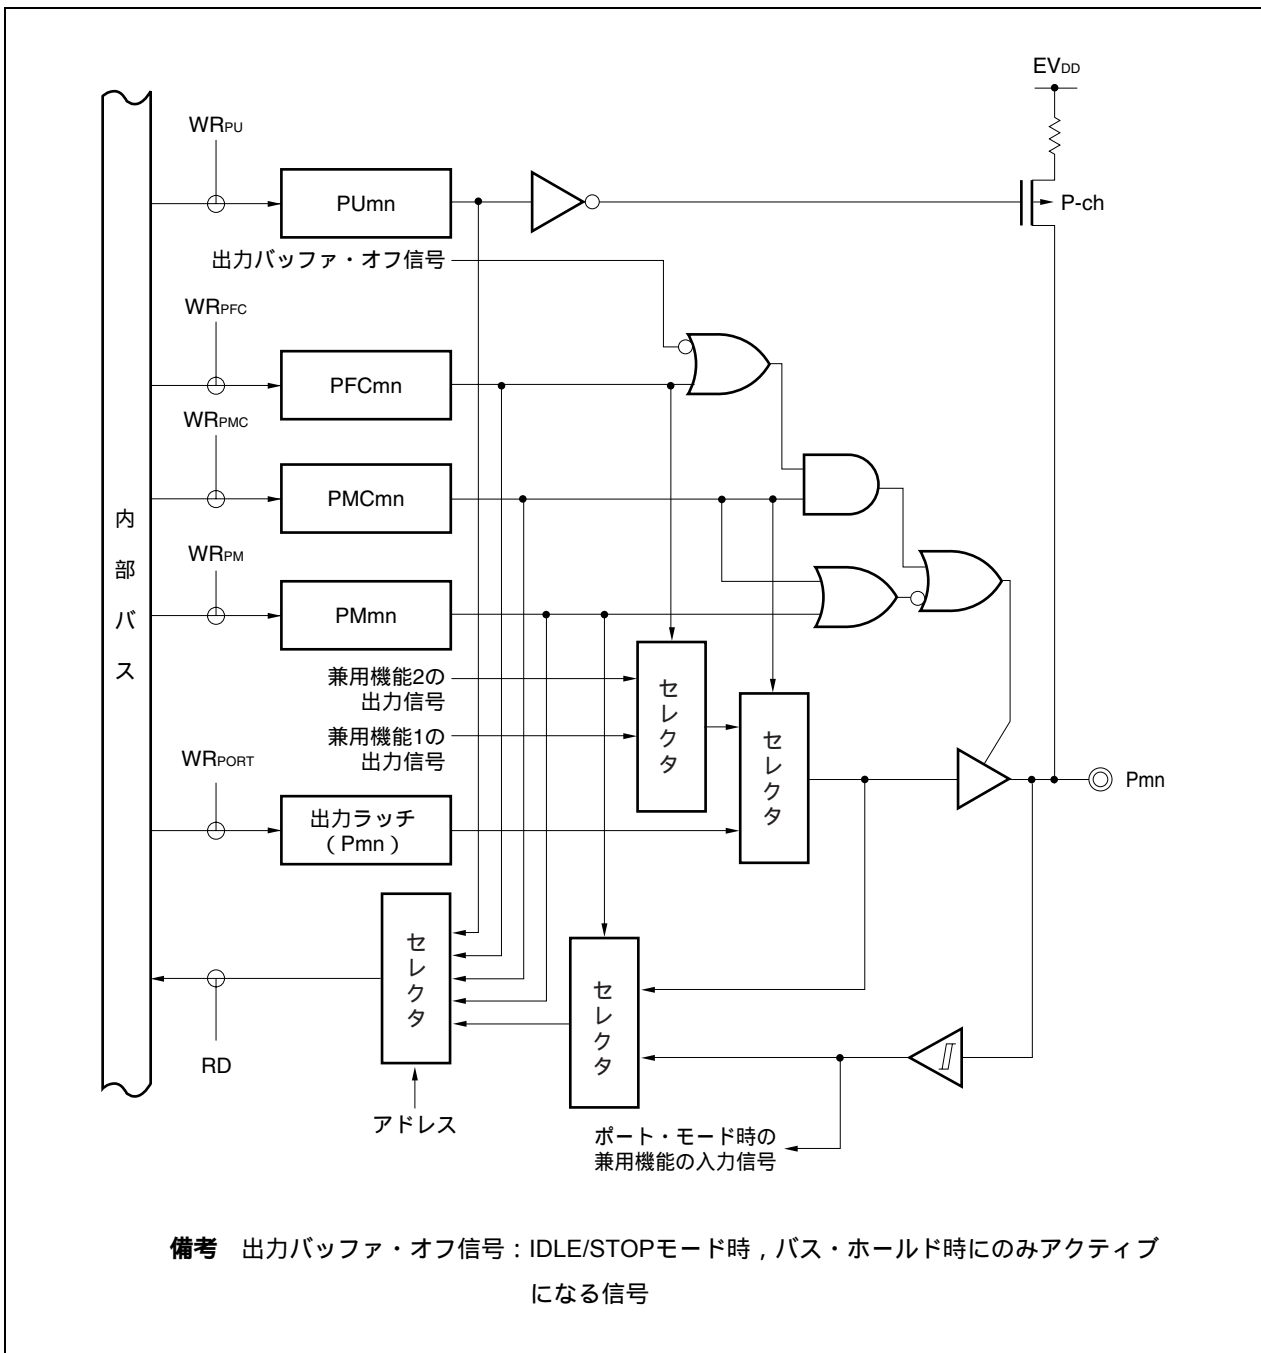 EVDD
WRPU
PUmn
P-ch
出力バッファ・オフ信号
WRPFC
PFCmn
WRPMC
PMCmn
内部バス
WRPM
PMmn
兼用機能2の
出力信号
兼用機能1の
出力信号
セレクタ
セレクタ
WRPORT
出力ラッチ
（Pmn）
Pmn
セレクタ
セレクタ
RD
アドレス
ポート・モード時の
兼用機能の入力信号
備考 出力バッファ・オフ信号：IDLE/STOPモード時，バス・ホールド時にのみアクティブ
になる信号